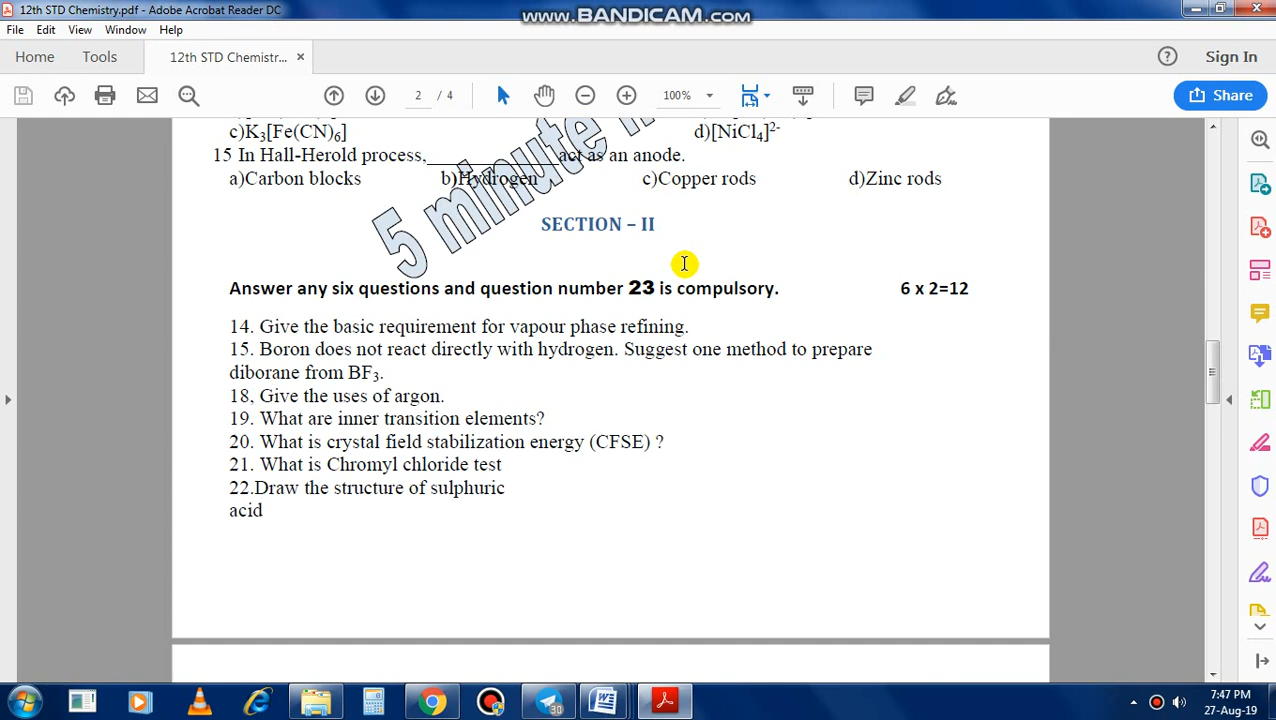 12th STD Chemistry.pdf - Adobe Acrobat Reader DC
www.BANDICAM.com
File Edit View Window Help
Home Tools 12th STD Chemistr... ×
Sign In
2 / 4
100%
Share
c)K3[Fe(CN)6] d)[NiCl4]2-
15 In Hall-Herold process,____________act as an anode.
a)Carbon blocks b)Hydrogen c)Copper rods d)Zinc rods
5 minute
SECTION – II
Answer any six questions and question number 23 is compulsory. 6 x 2=12
14. Give the basic requirement for vapour phase refining.
15. Boron does not react directly with hydrogen. Suggest one method to prepare
diborane from BF3.
18, Give the uses of argon.
19. What are inner transition elements?
20. What is crystal field stabilization energy (CFSE) ?
21. What is Chromyl chloride test
22.Draw the structure of sulphuric
acid
30
7:47 PM
27-Aug-19